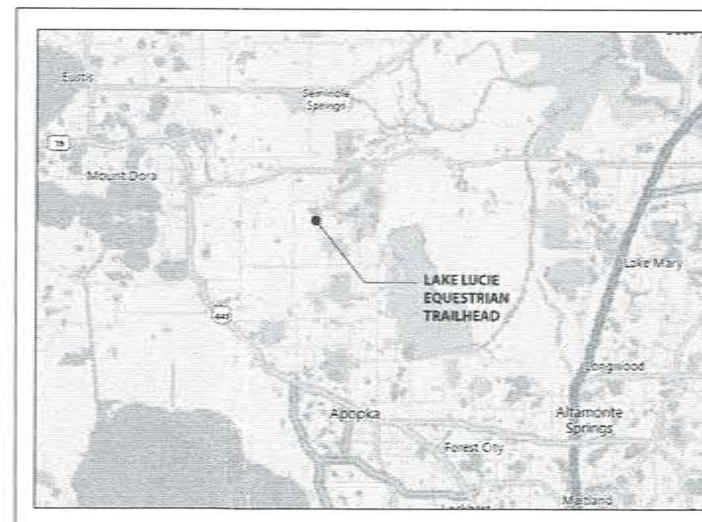 Eustis
Seminole
Springs
19
Mount Dora
Lake Mary
LAKE LUCIE
EQUESTRIAN
TRAILHEAD
441
Longwood
Apopka
Altamonte
Springs
Forest City
Maitland